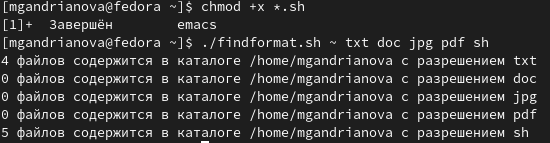 [mgandrianova@fedora ~]$ chmod +x *.sh
[1]+  Завершён        emacs
[mgandrianova@fedora ~]$ ./findformat.sh ~ txt doc jpg pdf sh
4 файлов содержится в каталоге /home/mgandrianova с разрешением txt
0 файлов содержится в каталоге /home/mgandrianova с разрешением doc
0 файлов содержится в каталоге /home/mgandrianova с разрешением jpg
0 файлов содержится в каталоге /home/mgandrianova с разрешением pdf
5 файлов содержится в каталоге /home/mgandrianova с разрешением sh